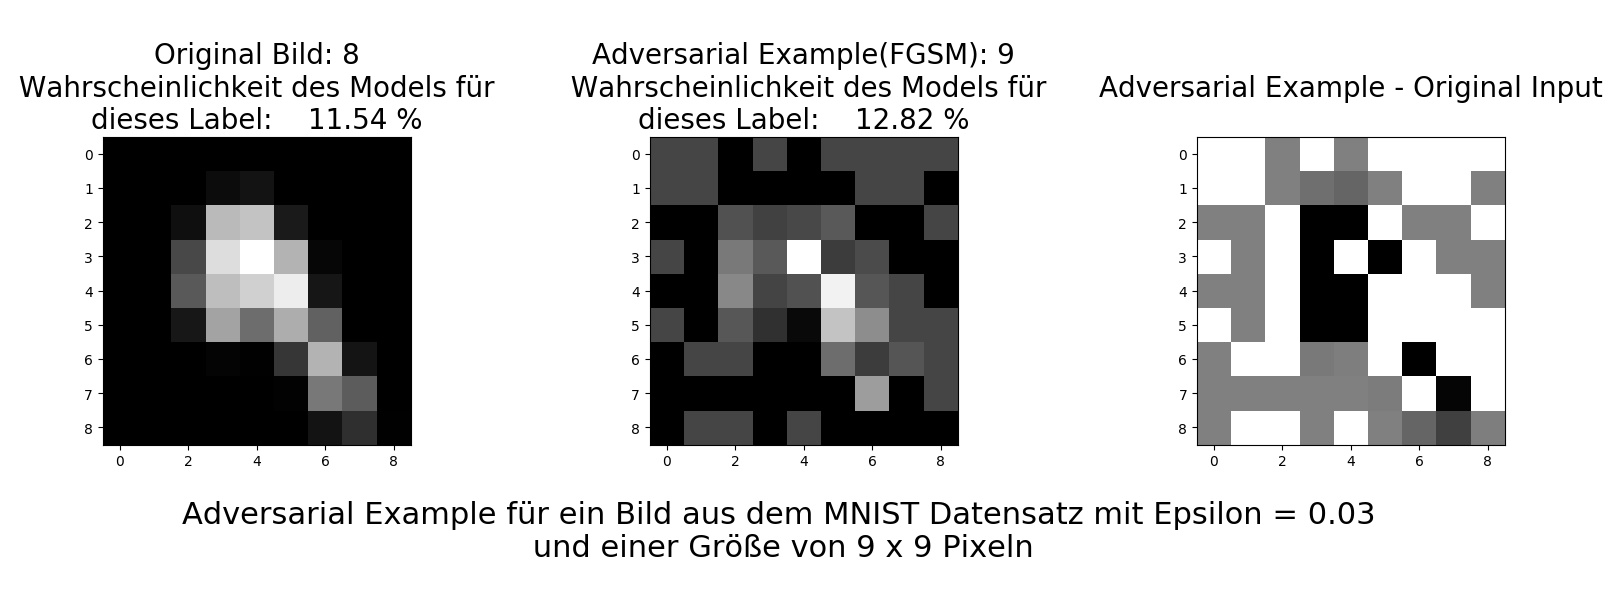 Original Bild: 8
Wahrscheinlichkeit des Models für
dieses Label: 11.54 %
0
1
2
3
4
5
6
7
8
0 2 4 6 8
Adversarial Example(FGSM): 9
Wahrscheinlichkeit des Models für
dieses Label: 12.82 %
0
1
2
3
4
5
6
7
8
0 2 4 6 8
Adversarial Example - Original Input
0
1
2
3
4
5
6
7
8
0 2 4 6 8
Adversarial Example für ein Bild aus dem MNIST Datensatz mit Epsilon = 0.03
und einer Größe von 9 x 9 Pixeln